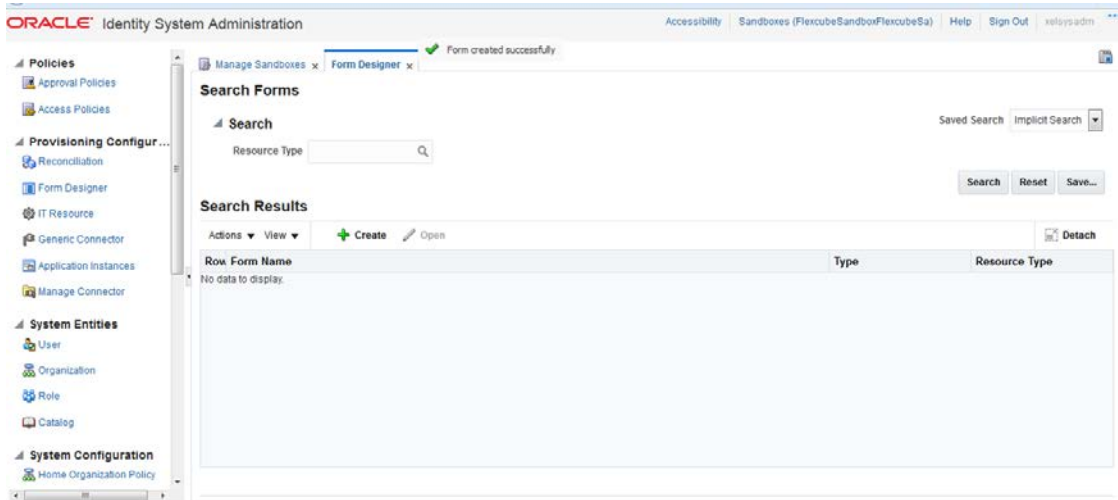 ORACLE Identity System Administration
Accessibility Sandboxes (FlexcubeSandboxFlexcubeSa) Help Sign Out xelsysadm
Form created successfully
Policies
Approval Policies
Access Policies
Provisioning Configur...
Reconciliation
Form Designer
IT Resource
Generic Connector
Application Instances
Manage Connector
System Entities
User
Organization
Role
Catalog
System Configuration
Home Organization Policy
Manage Sandboxes x Form Designer x
Search Forms
Search
Saved Search Implicit Search
Resource Type
Search Reset Save...
Search Results
Actions View Create Open Detach
Row Form Name Type Resource Type
No data to display.